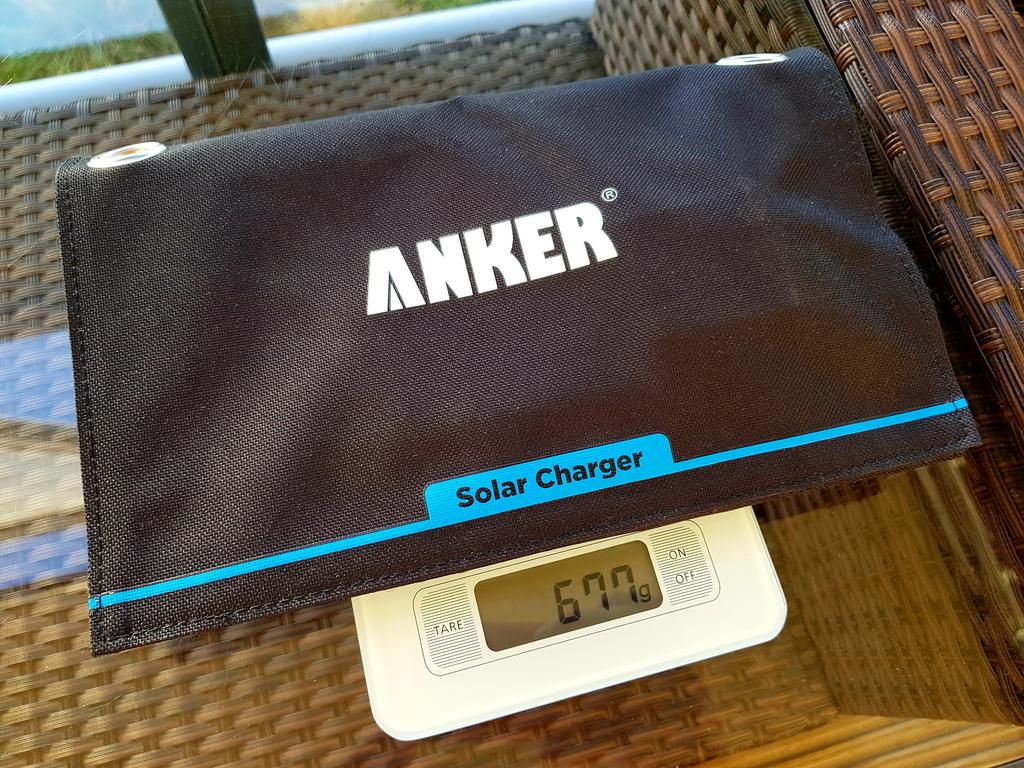 ANKER®
Solar Charger
677g
TARE
ON
OFF